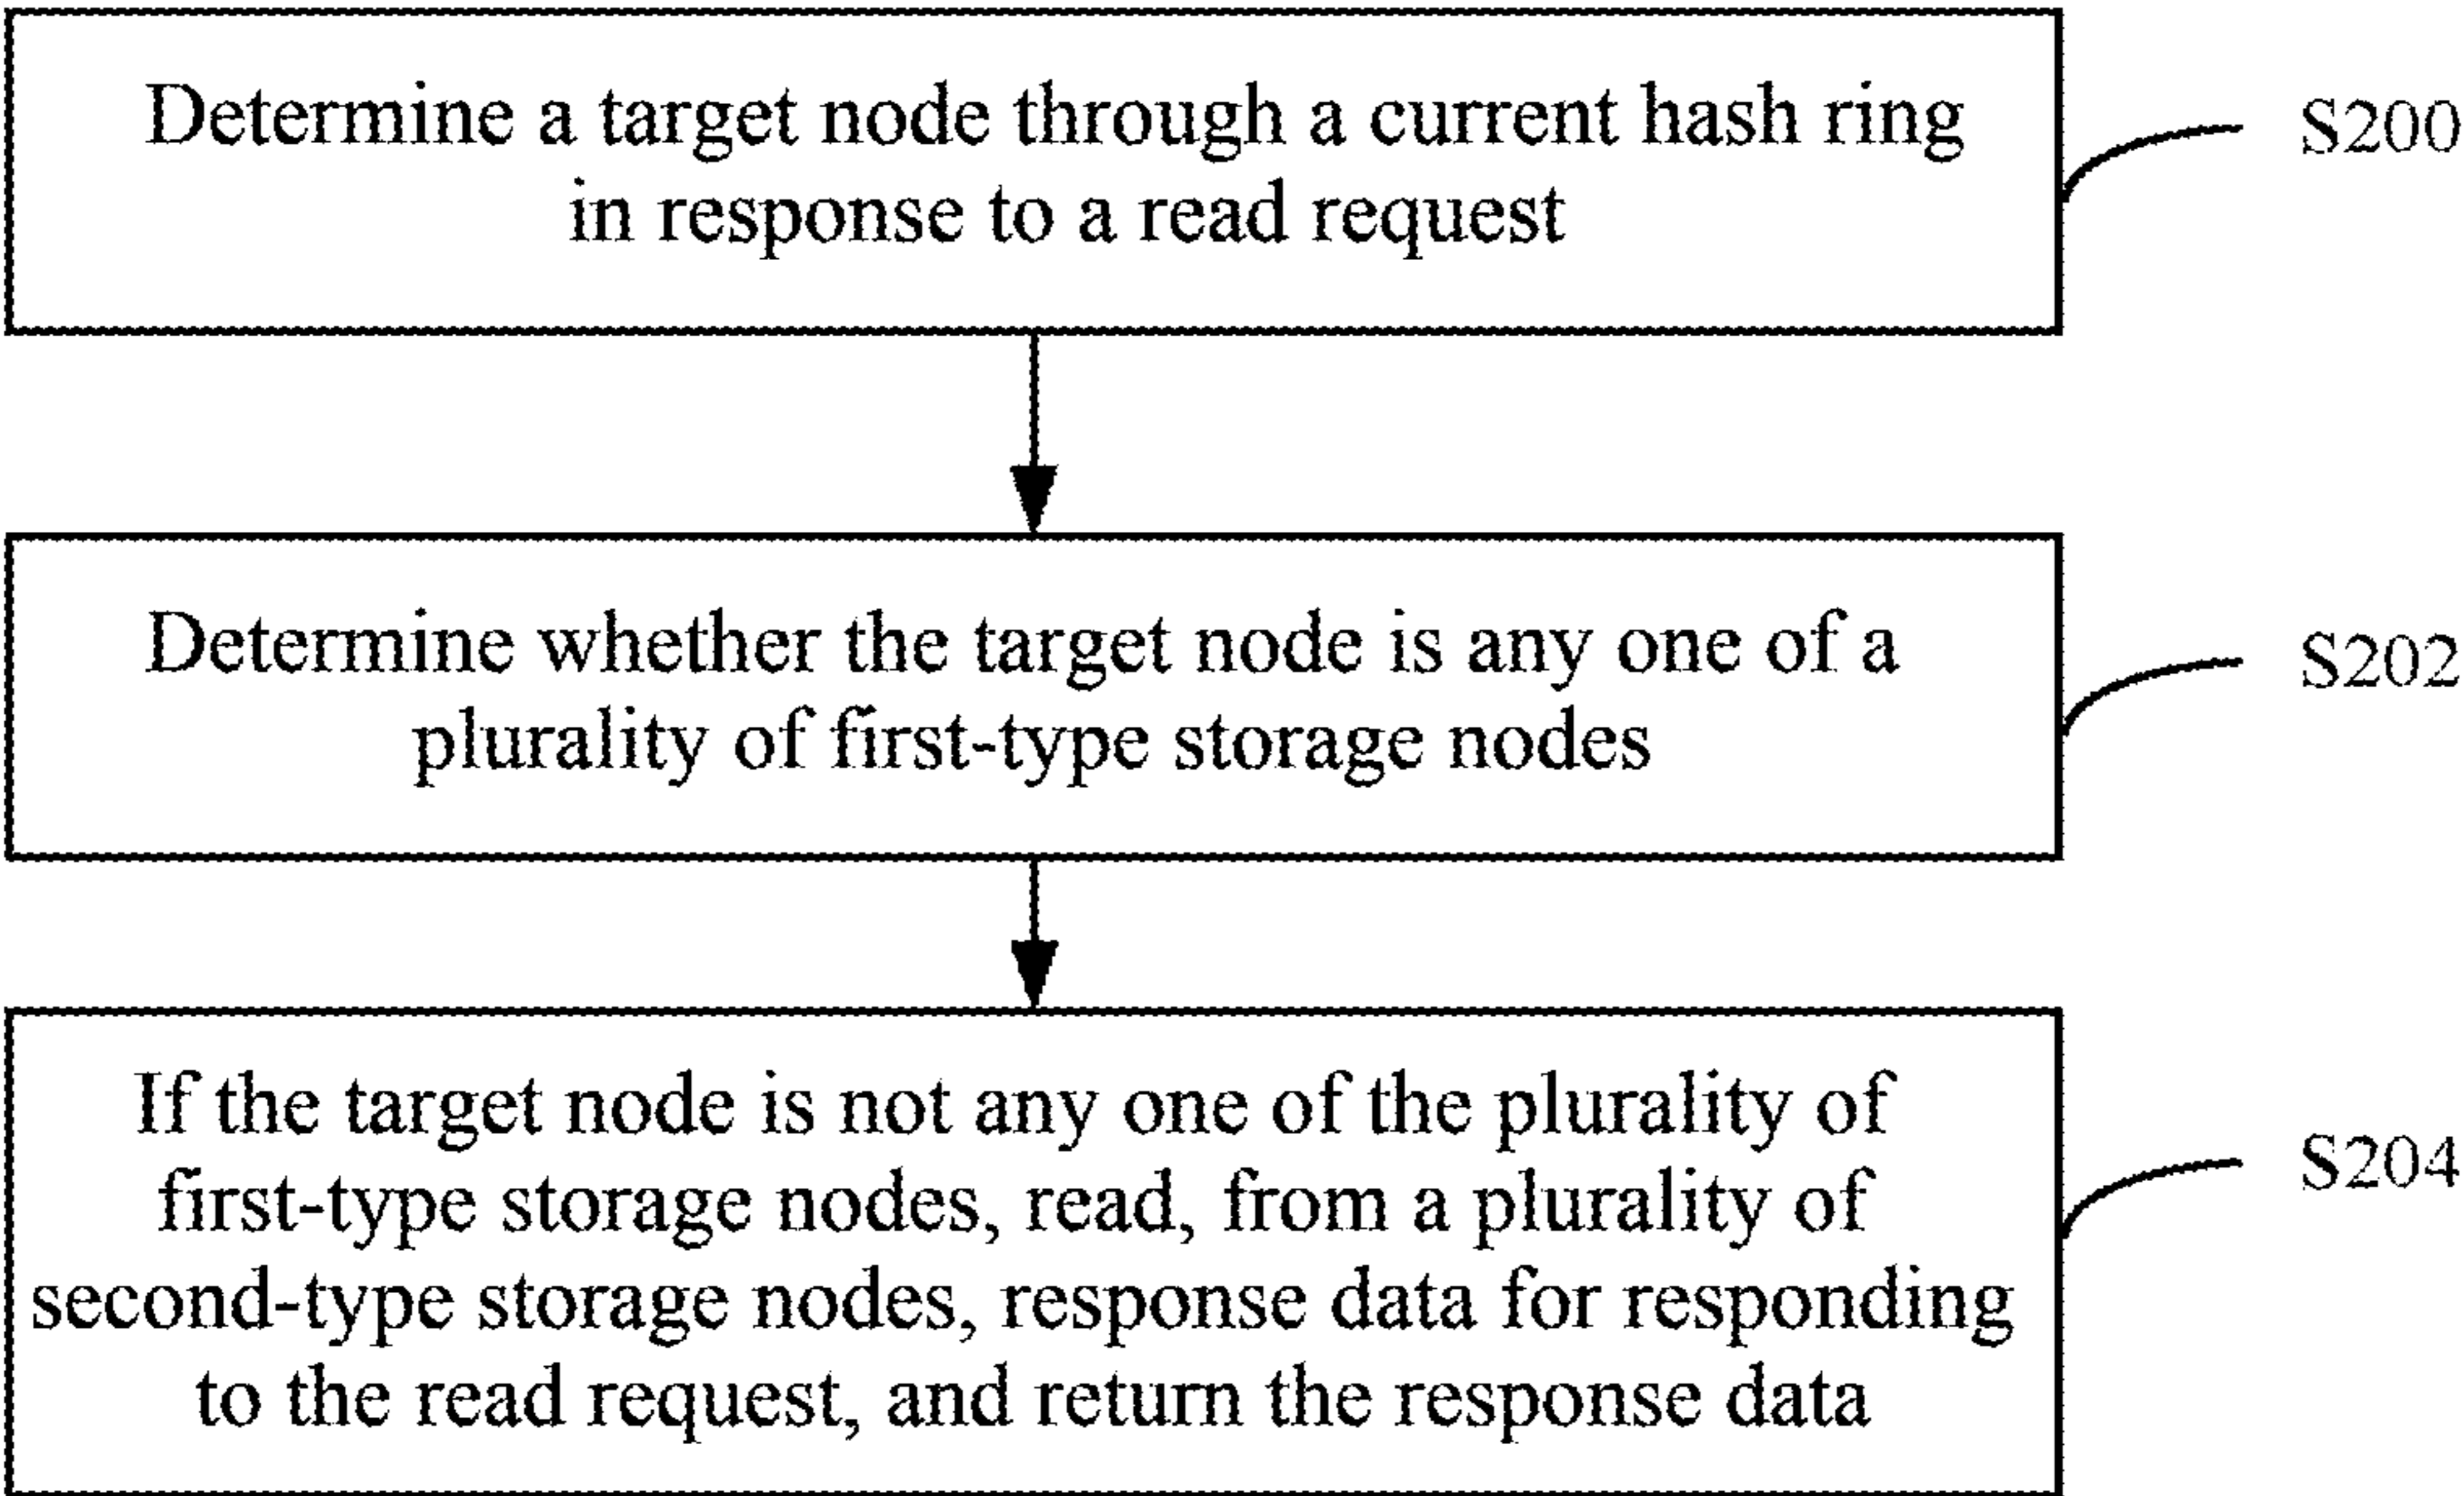 Determine a target node through a current hash ring
in response to a read request
S200
Determine whether the target node is any one of a
plurality of first-type storage nodes
S202
If the target node is not any one of the plurality of
first-type storage nodes, read, from a plurality of
second-type storage nodes, response data for responding
to the read request, and return the response data
S204